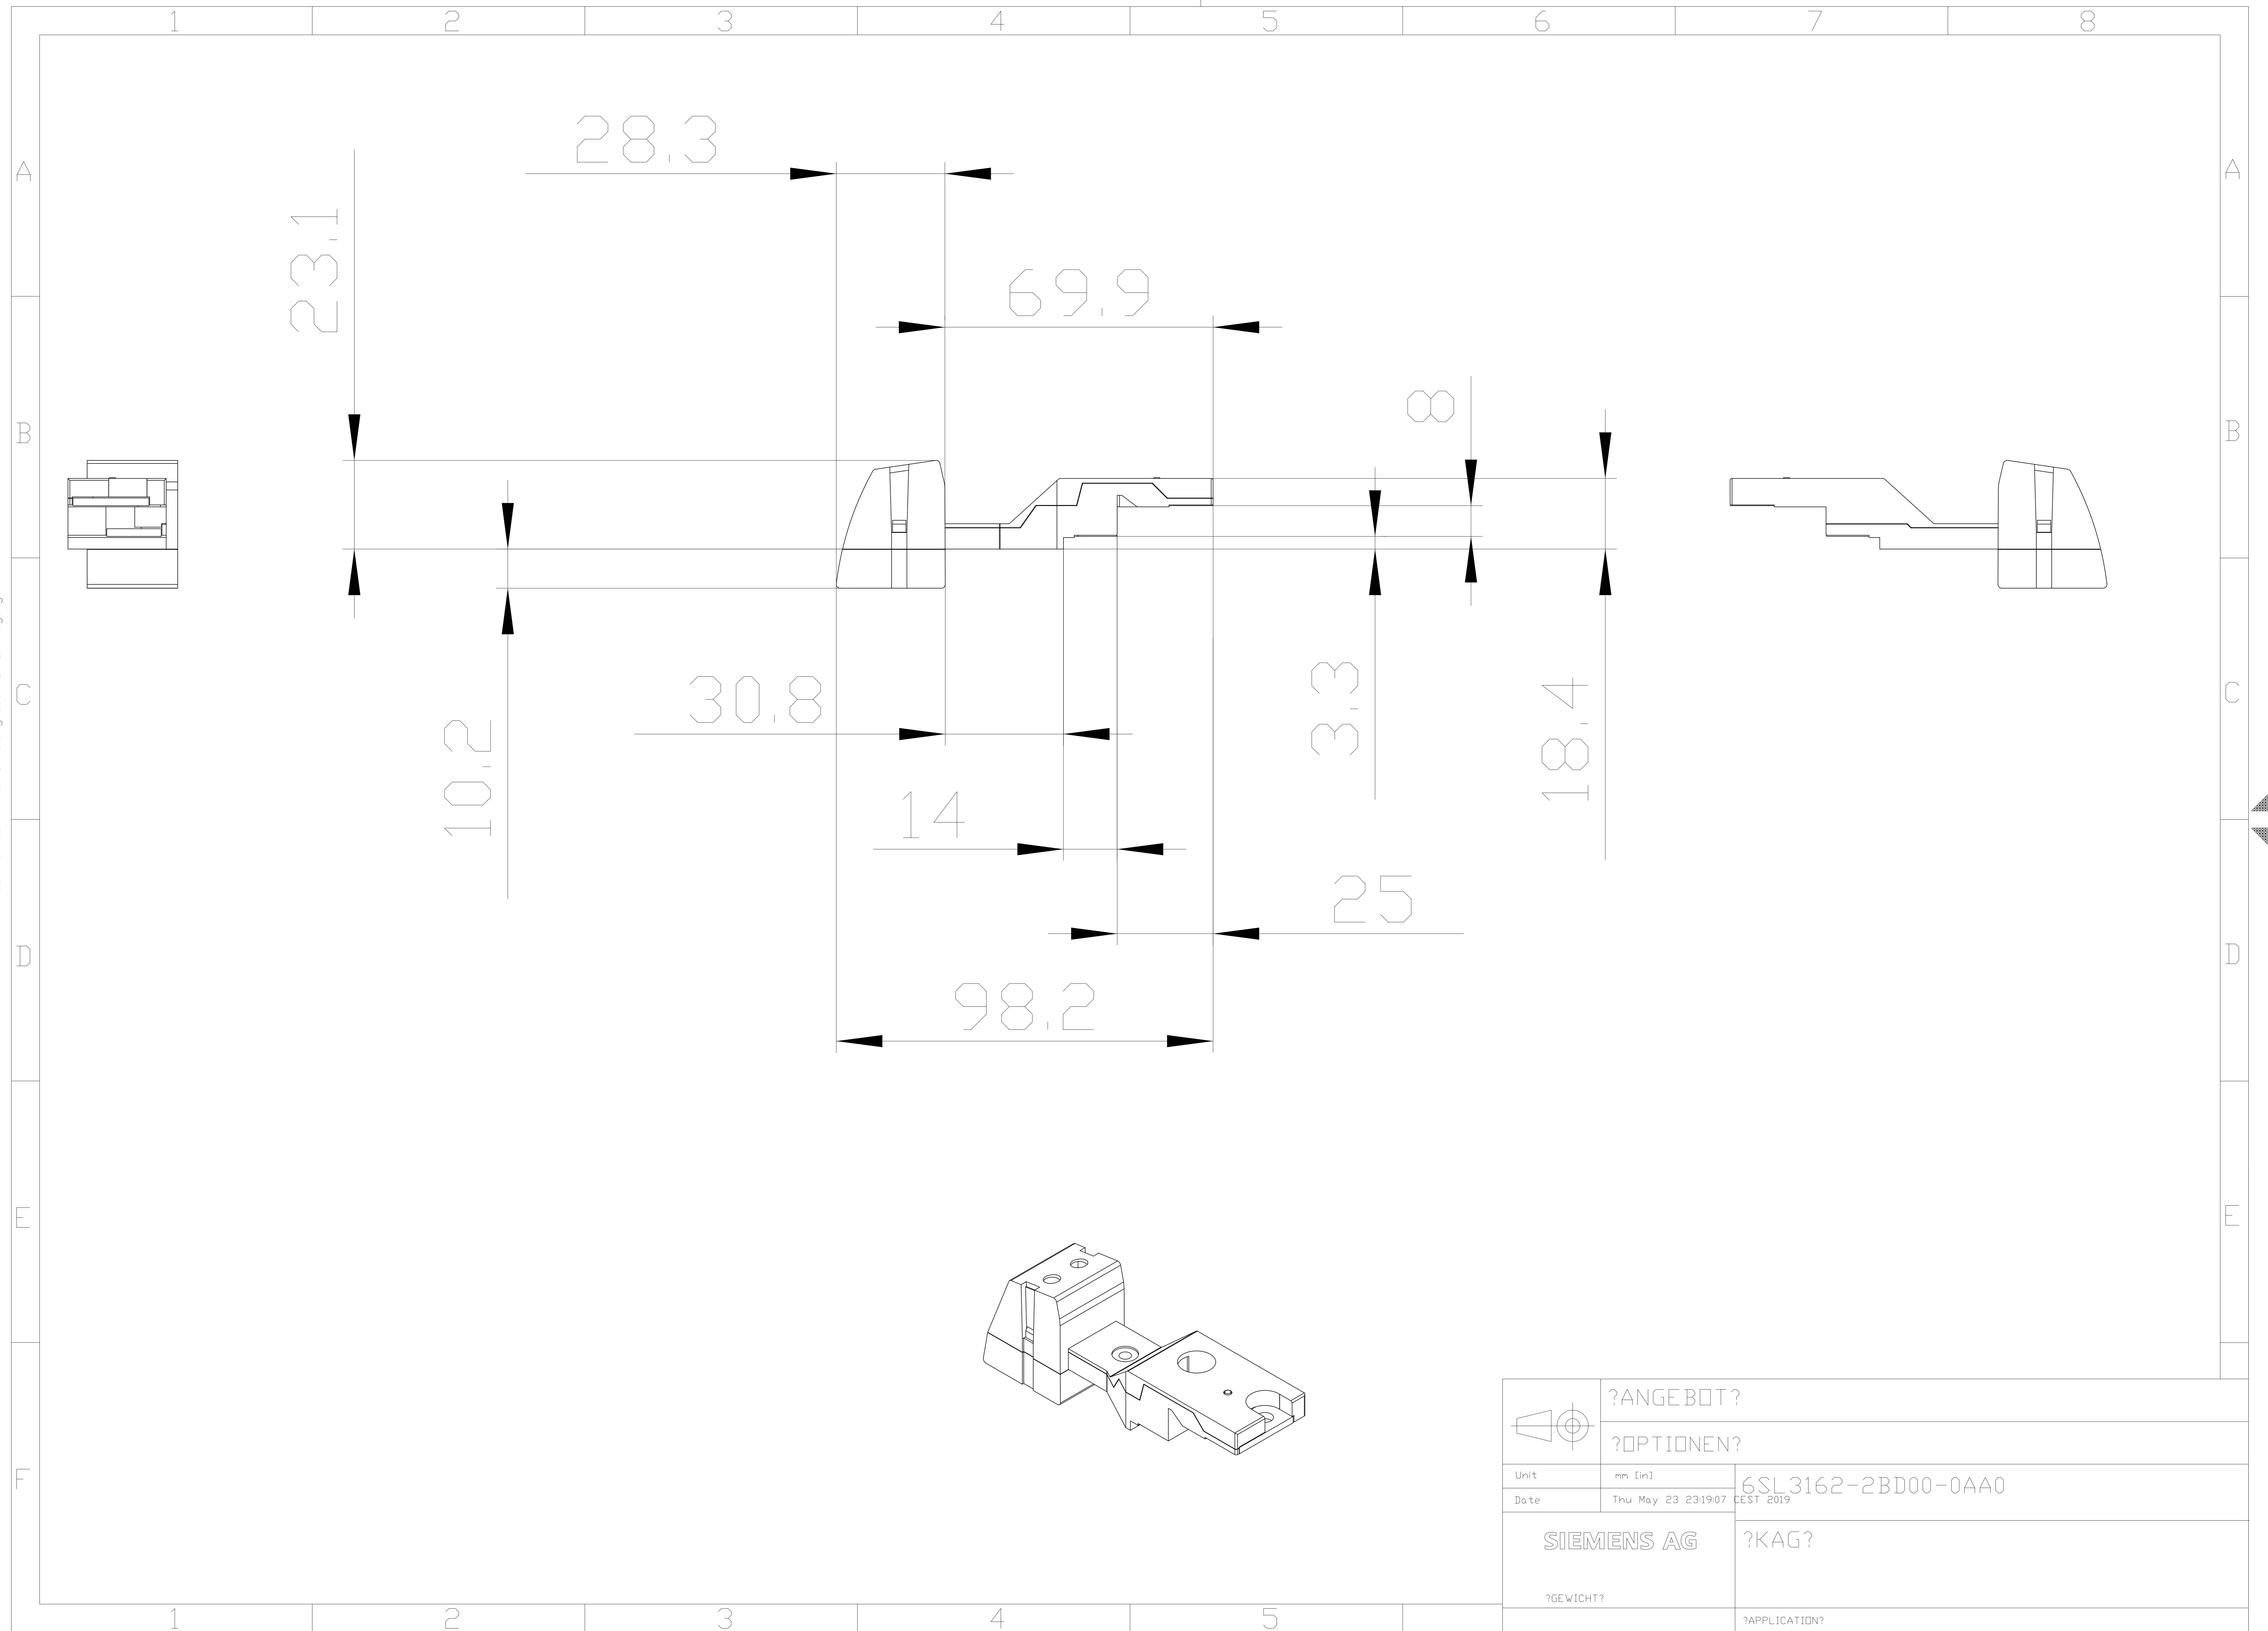 1 2 3 4 5 6 7 8
A A
28.3
23.1
69.9
8
B B
30.8
3.3
18.4
C C
10.2
14
25
D D
98.2
E E
?ANGEBOT?
?OPTIONEN?
F
Unit mm [in]
6SL3162-2BD00-0AA0
Date Thu May 23 23:19:07 CEST 2019
SIEMENS AG
?KAG?
?GEWICHT?
1 2 3 4 5
?APPLICATION?